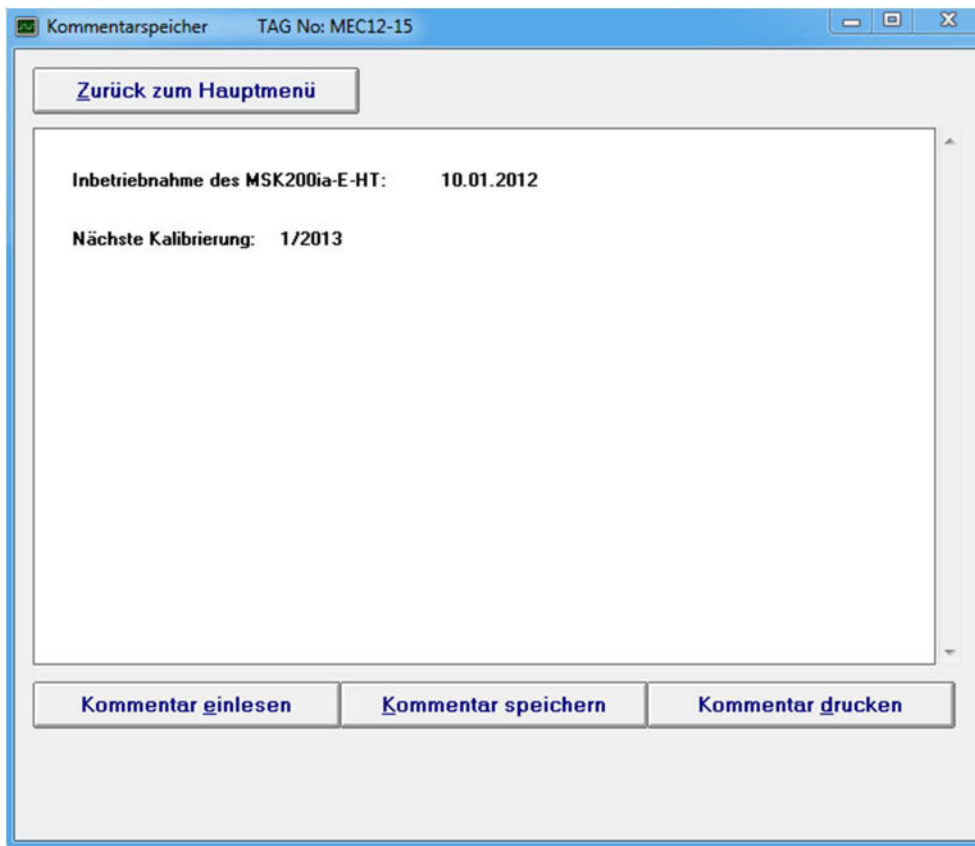 Kommentarspeicher TAG No: MEC12-15
Zurück zum Hauptmenü
Inbetriebnahme des MSK200ia-E-HT: 10.01.2012
Nächste Kalibrierung: 1/2013
Kommentar einlesen Kommentar speichern Kommentar drucken